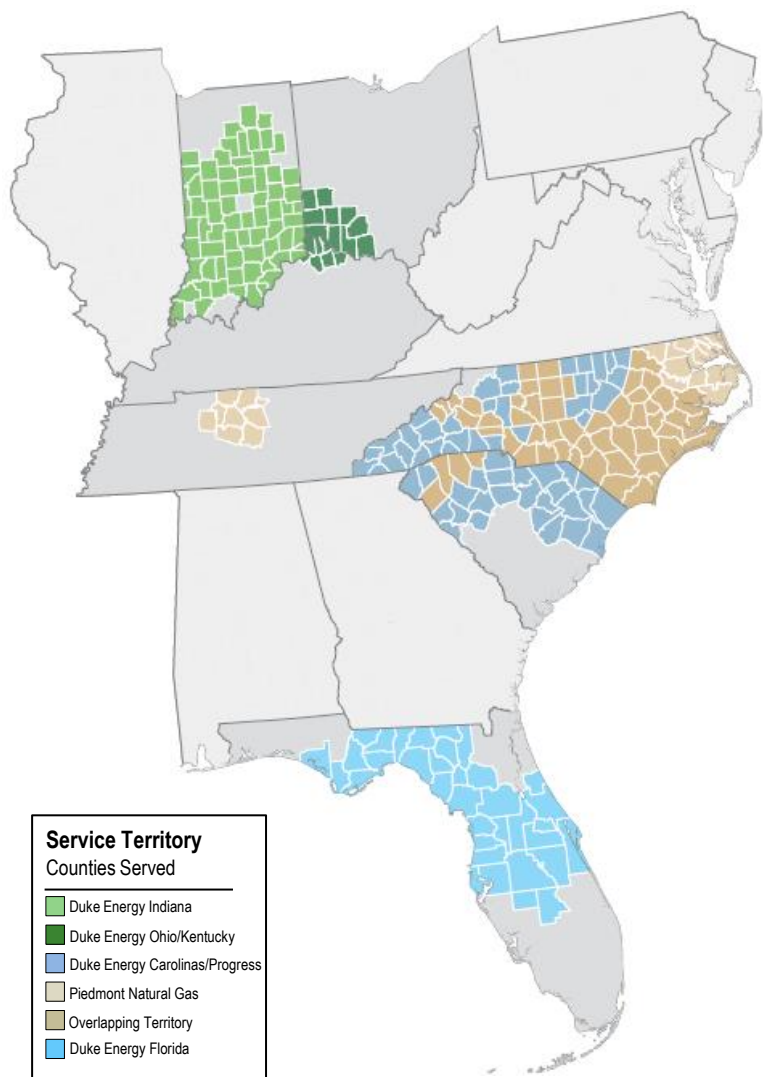 Service Territory
Counties Served
Duke Energy Indiana
Duke Energy Ohio/Kentucky
Duke Energy Carolinas/Progress
Piedmont Natural Gas
Overlapping Territory
Duke Energy Florida